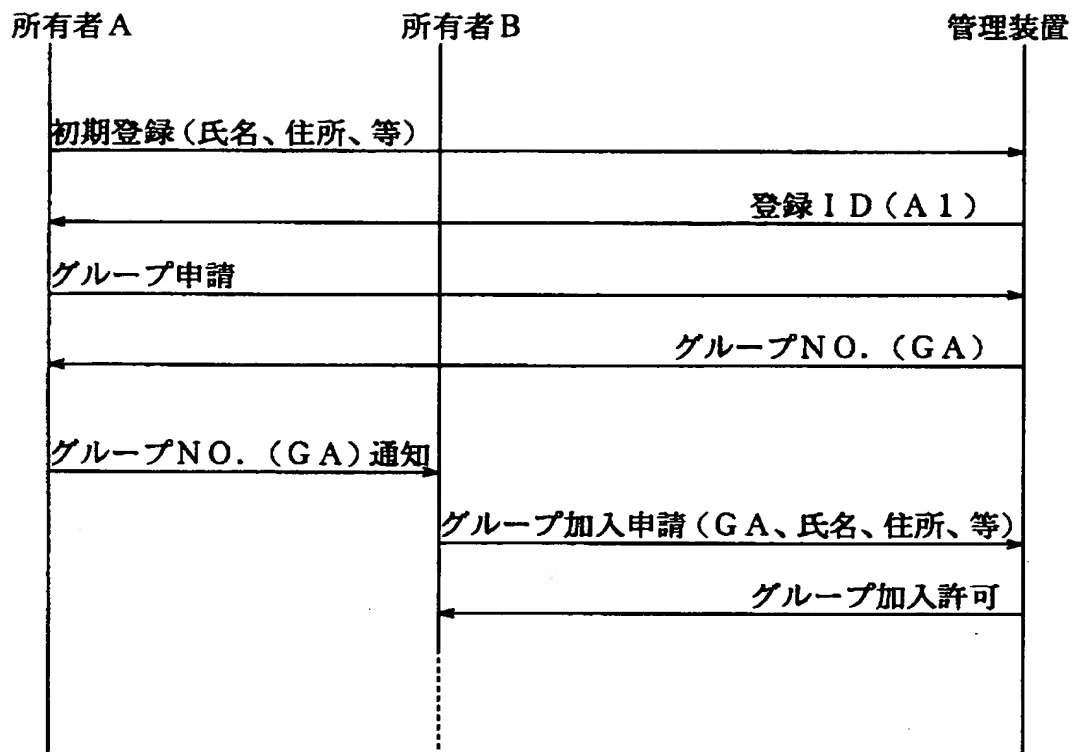 所有者A 所有者B 管理装置
初期登録(氏名、住所、等)
登録ID(A1)
グループ申請
グループNO.(GA)
グループNO.(GA)通知
グループ加入申請(GA、氏名、住所、等)
グループ加入許可